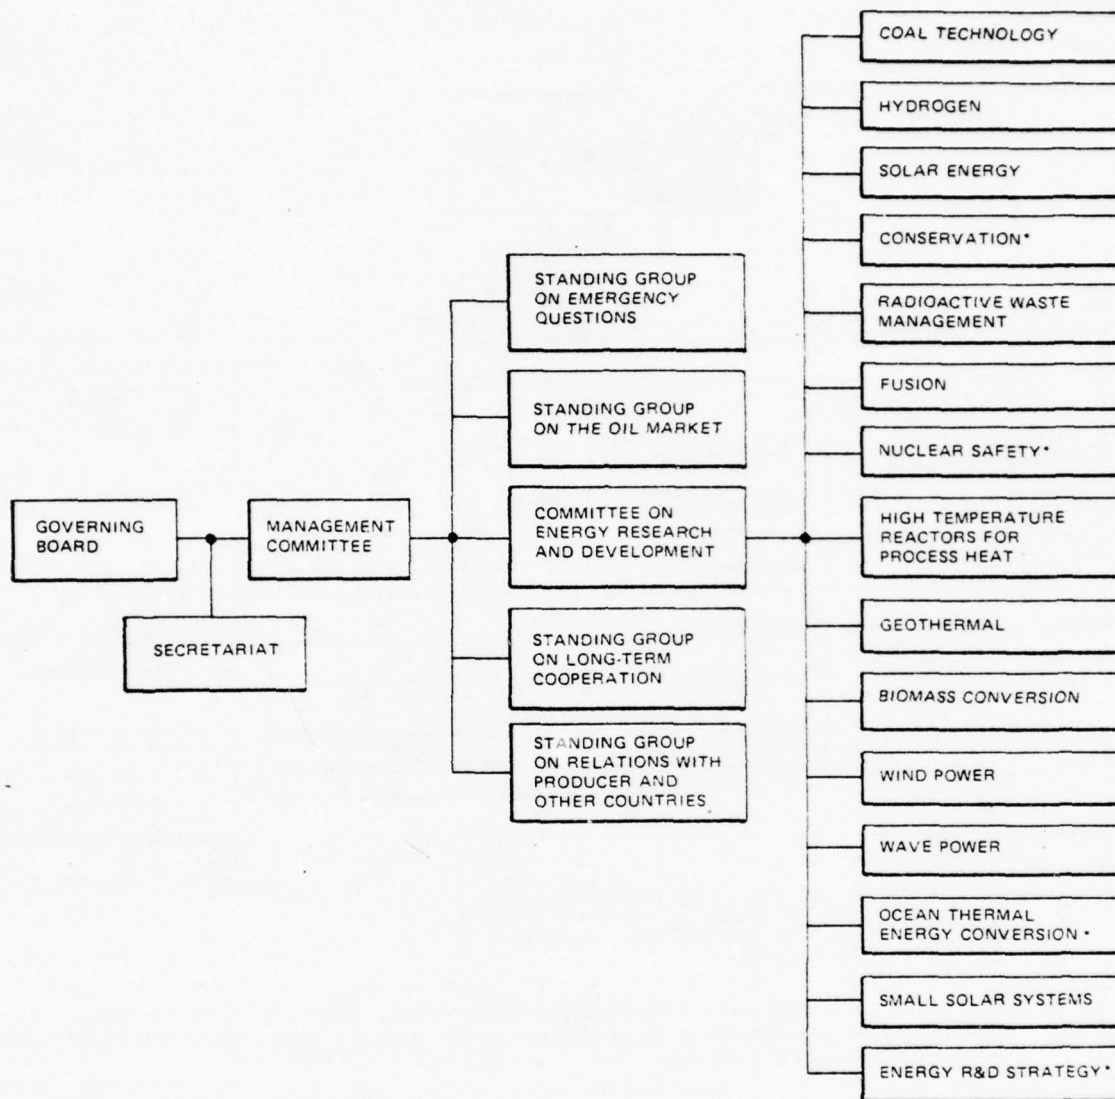 GOVERNING
BOARD
SECRETARIAT
MANAGEMENT
COMMITTEE
STANDING GROUP
ON EMERGENCY
QUESTIONS
STANDING GROUP
ON THE OIL MARKET
COMMITTEE ON
ENERGY RESEARCH
AND DEVELOPMENT
STANDING GROUP
ON LONG-TERM
COOPERATION
STANDING GROUP
ON RELATIONS WITH
PRODUCER AND
OTHER COUNTRIES
COAL TECHNOLOGY
HYDROGEN
SOLAR ENERGY
CONSERVATION*
RADIOACTIVE WASTE
MANAGEMENT
FUSION
NUCLEAR SAFETY*
HIGH TEMPERATURE
REACTORS FOR
PROCESS HEAT
GEOTHERMAL
BIOMASS CONVERSION
WIND POWER
WAVE POWER
OCEAN THERMAL
ENERGY CONVERSION*
SMALL SOLAR SYSTEMS
ENERGY R&D STRATEGY*